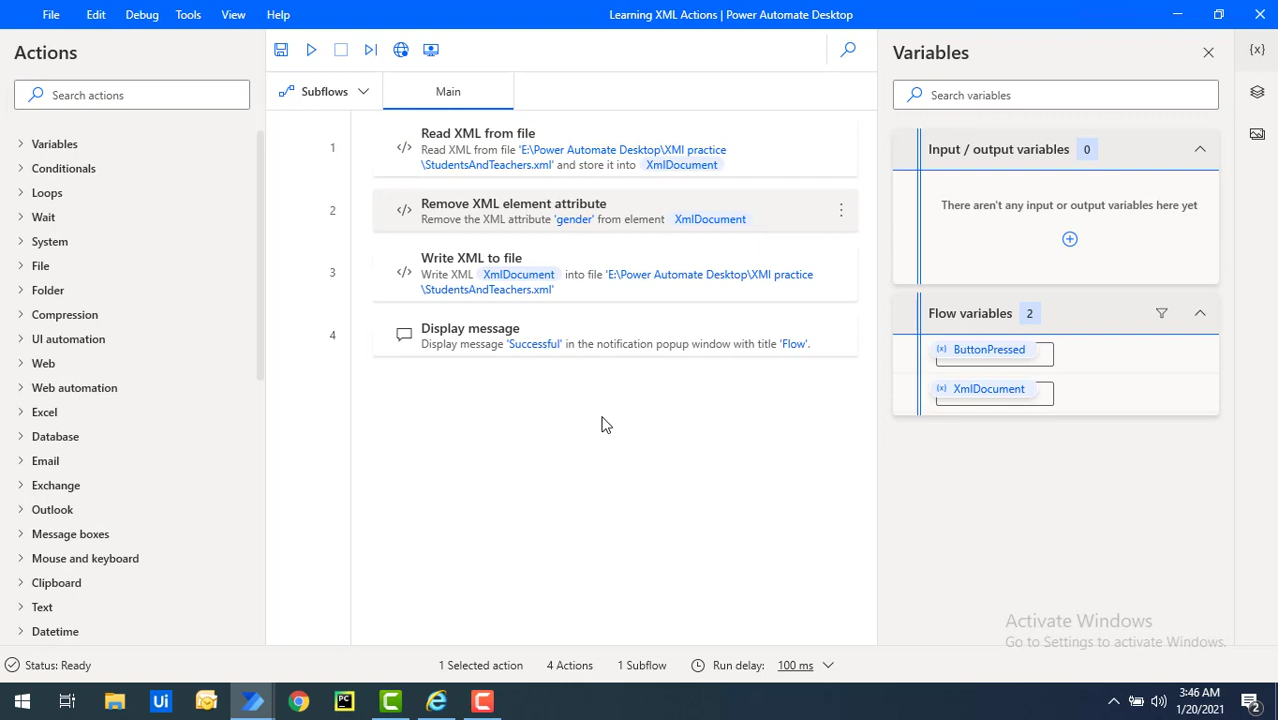 File Edit Debug Tools View Help Learning XML Actions | Power Automate Desktop
Actions
Search actions
Variables
Conditionals
Loops
Wait
System
File
Folder
Compression
UI automation
Web
Web automation
Excel
Database
Email
Exchange
Outlook
Message boxes
Mouse and keyboard
Clipboard
Text
Datetime
Subflows Main
1 Read XML from file
Read XML from file 'E:\Power Automate Desktop\XMl practice
\StudentsAndTeachers.xml' and store it into XmlDocument
2 Remove XML element attribute
Remove the XML attribute 'gender' from element XmlDocument
3 Write XML to file
Write XML XmlDocument into file 'E:\Power Automate Desktop\XMl practice
\StudentsAndTeachers.xml'
4 Display message
Display message 'Successful' in the notification popup window with title 'Flow'.
Variables
{x}
Search variables
Input / output variables 0
There aren't any input or output variables here yet
Flow variables 2
(x) ButtonPressed
(x) XmlDocument
Activate Windows
Go to Settings to activate Windows.
Status: Ready 1 Selected action 4 Actions 1 Subflow Run delay: 100 ms
Ui PC 3:46 AM
1/20/2021 2